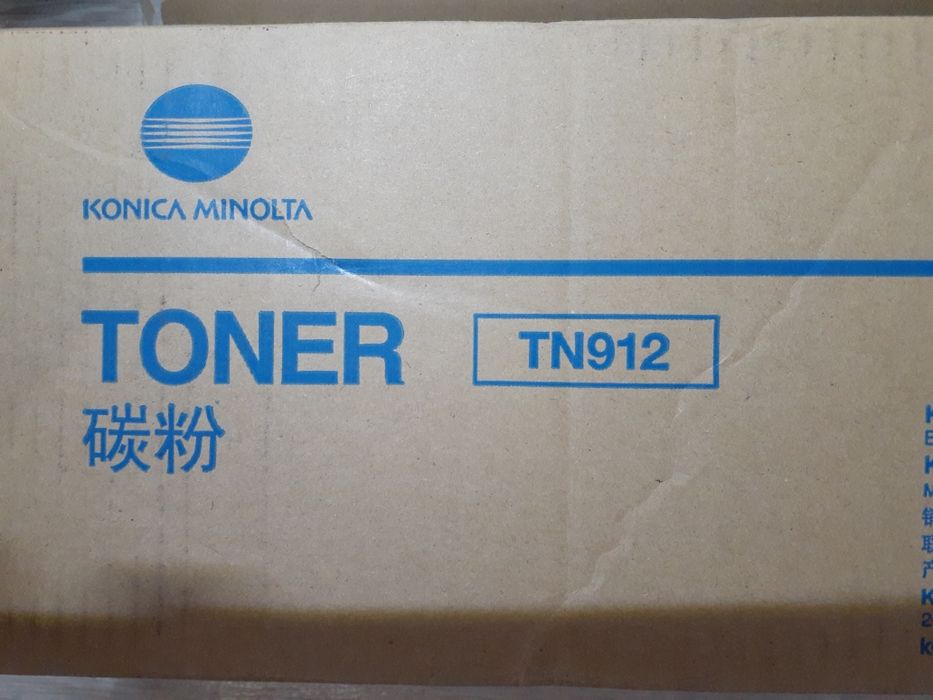 KONICA MINOLTA
TONER TN912
碳粉